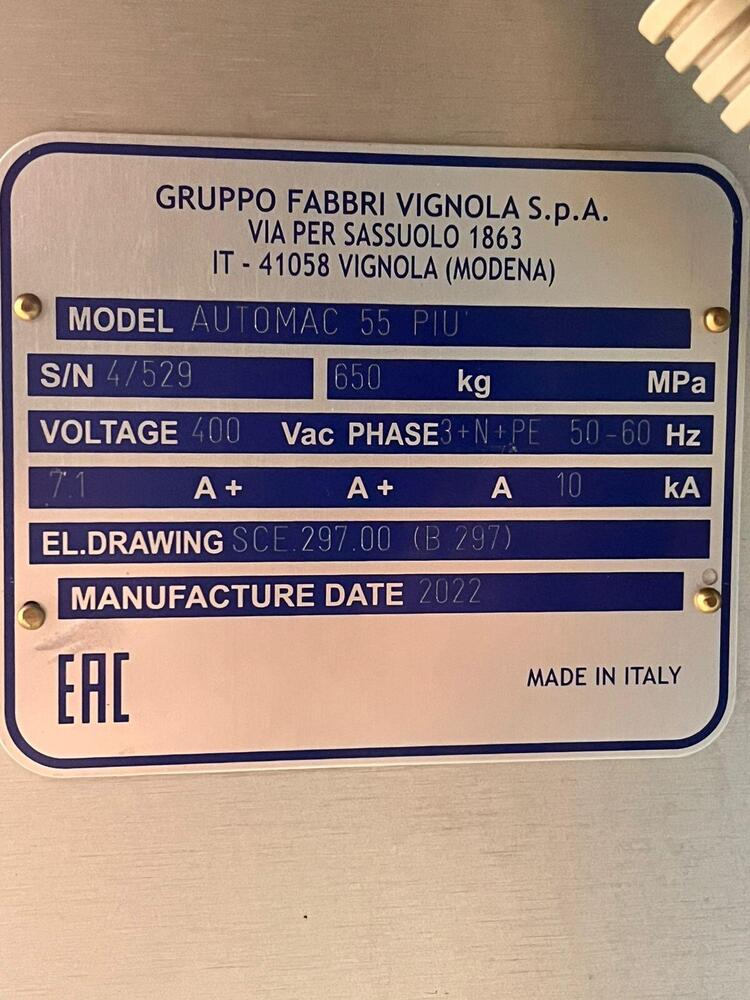 GRUPPO FABBRI VIGNOLA S.p.A.
VIA PER SASSUOLO 1863
IT - 41058 VIGNOLA (MODENA)
MODEL AUTOMAC 55 PIU'
S/N 4/529 650 kg MPa
VOLTAGE 400 Vac PHASE 3+N+PE 50-60 Hz
7.1 A+ A+ A 10 kA
EL.DRAWING SCE.297.00 (B.297)
MANUFACTURE DATE 2022
EAC
MADE IN ITALY